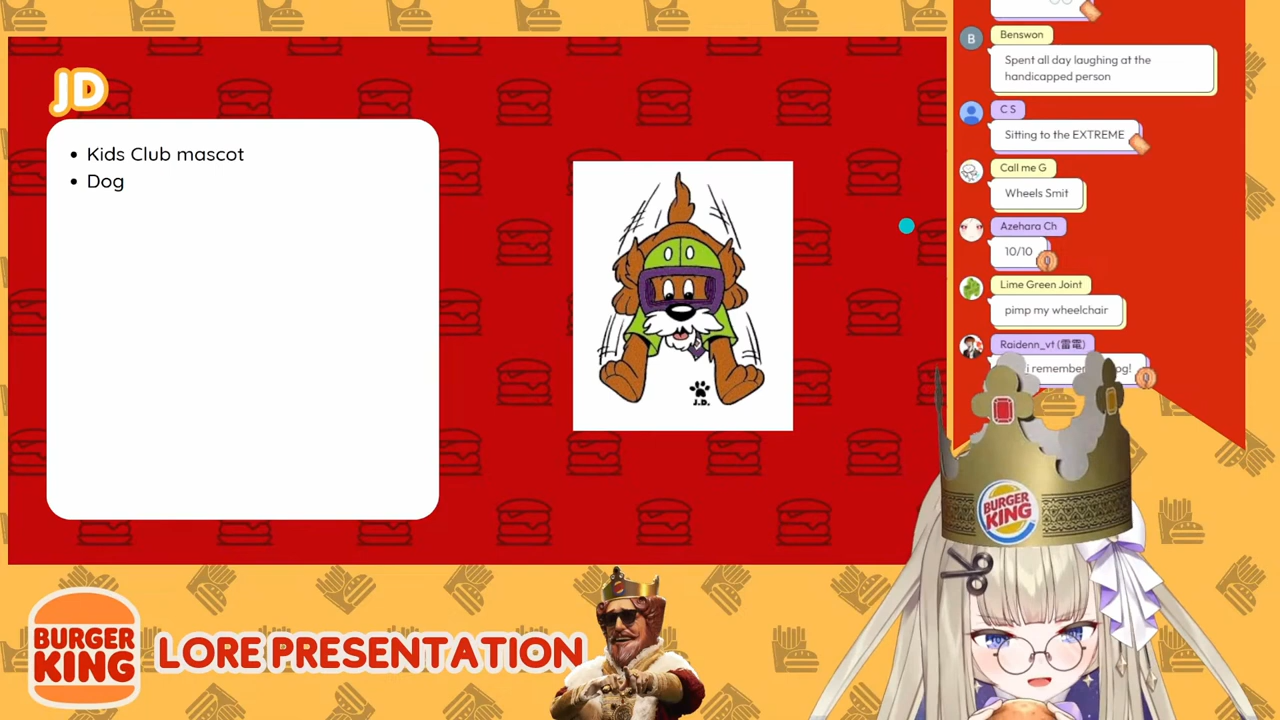 JD
• Kids Club mascot
• Dog
J.D.
BURGER
KING
LORE PRESENTATION
B
Benswon
Spent all day laughing at the
handicapped person
C S
Sitting to the EXTREME
Call me G
Wheels Smit
Azehara Ch
10/10
Lime Green Joint
pimp my wheelchair
Raidenn_vt (雷電)
i remember
BURGER
KING